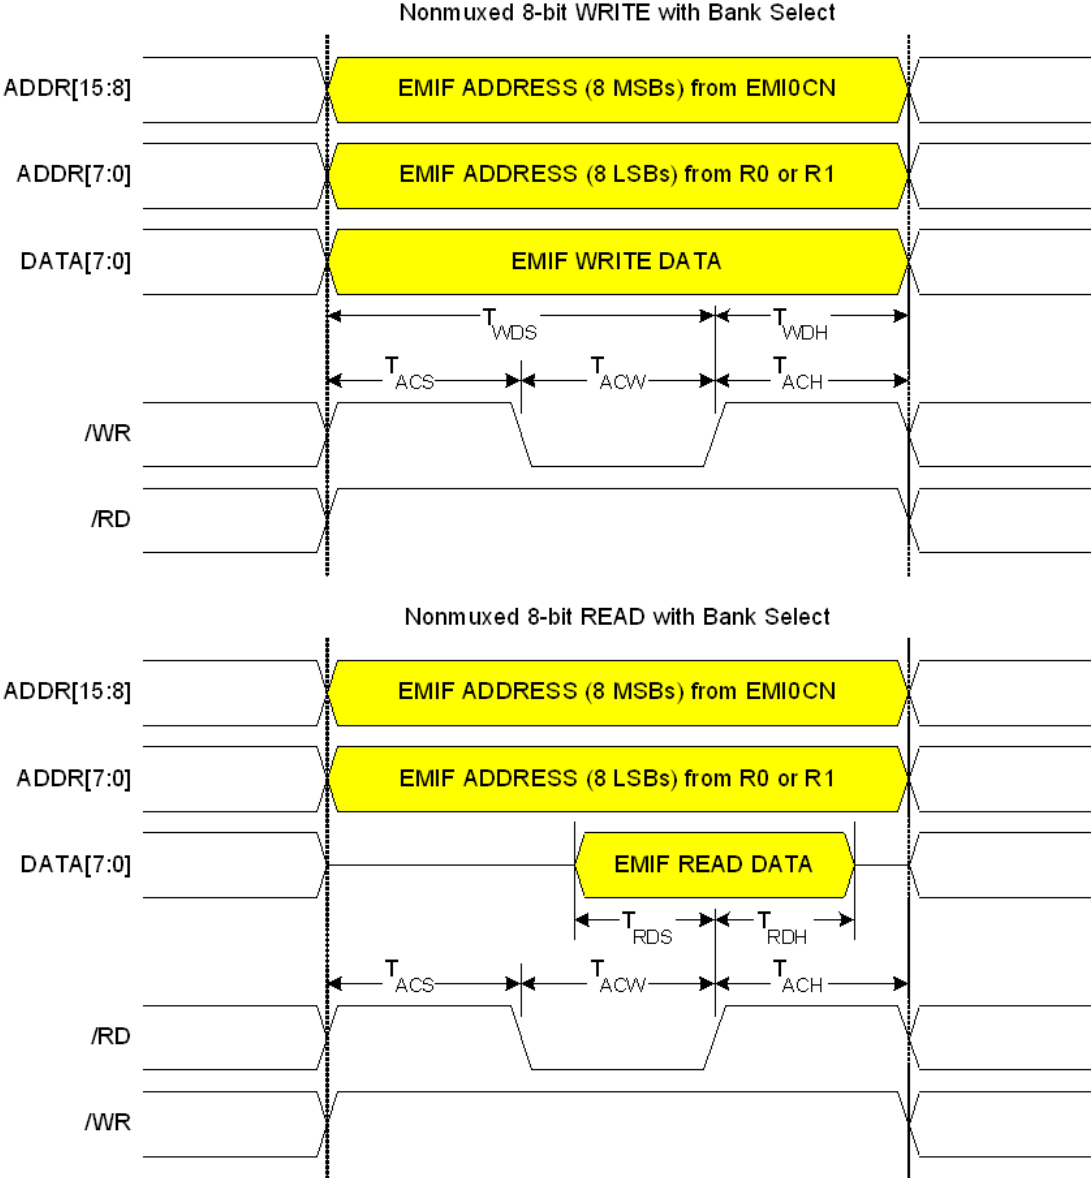 Nonmuxed 8-bit WRITE with Bank Select
ADDR[15:8] EMIF ADDRESS (8 MSBs) from EMI0CN
ADDR[7:0] EMIF ADDRESS (8 LSBs) from R0 or R1
DATA[7:0] EMIF WRITE DATA
TWDS TWDH
TACS TACW TACH
/WR
/RD
Nonmuxed 8-bit READ with Bank Select
ADDR[15:8] EMIF ADDRESS (8 MSBs) from EMI0CN
ADDR[7:0] EMIF ADDRESS (8 LSBs) from R0 or R1
DATA[7:0] EMIF READ DATA
TRDS TRDH
TACS TACW TACH
/RD
/WR